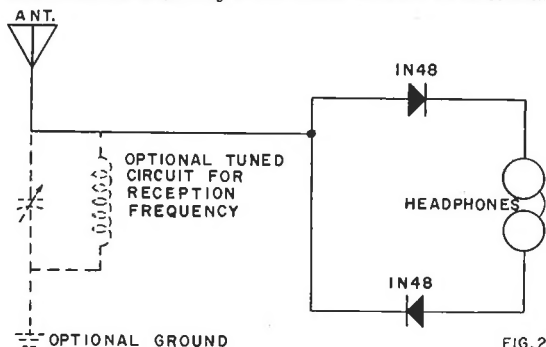 ANT.
1N48
OPTIONAL TUNED
CIRCUIT FOR
RECEPTION
FREQUENCY
HEADPHONES
1N48
OPTIONAL GROUND
FIG.2